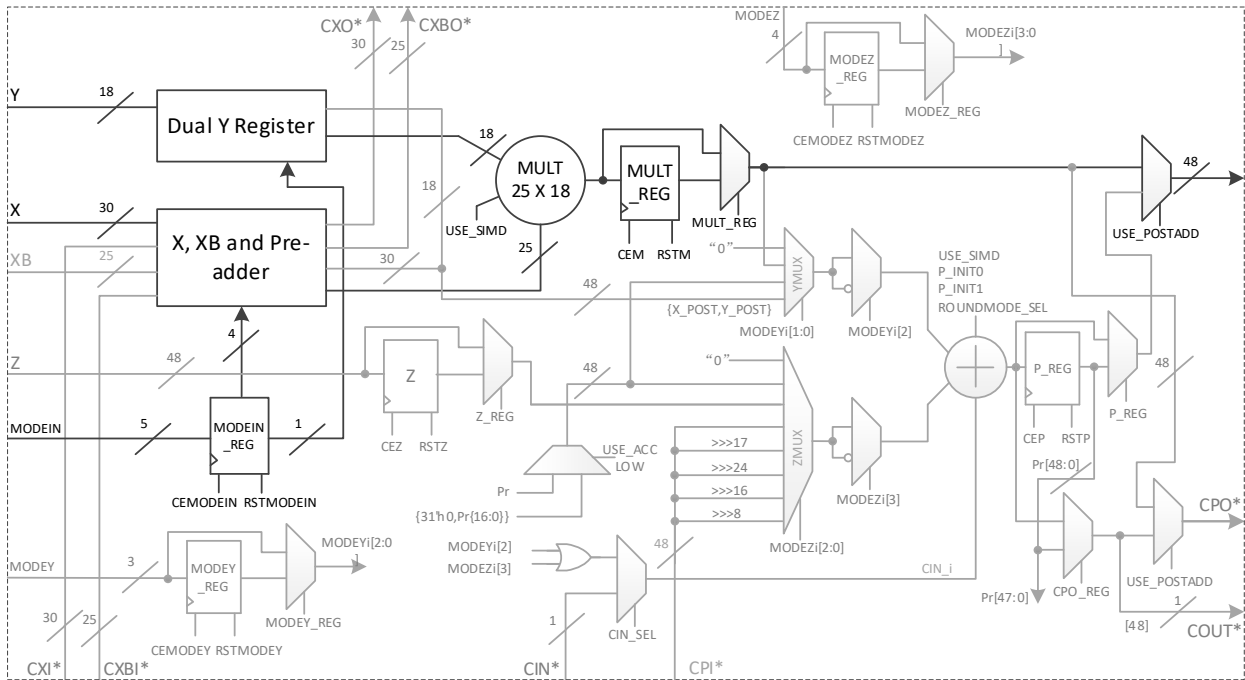 CXO*
CXBO*
30
25
MODEZ
4
MODEZ
_REG
MODEZi[3:0
]
MODEZ_REG
CEMODEZ RSTMODEZ
Y
18
Dual Y Register
18
MULT
25 X 18
USE_SIMD
25
MULT
_REG
CEM
RSTM
MULT_REG
48
USE_POSTADD
X
30
25
XB
X, XB and Pre-
adder
18
30
4
"0"
YMUX
48
{X_POST,Y_POST}
MODEYi[1:0]
MODEYi[2]
USE_SIMD
P_INIT0
P_INIT1
ROUNDMODE_SEL
Z
48
Z
CEZ
RSTZ
Z_REG
48
"0"
ZMUX
>>>17
>>>24
>>>16
>>>8
MODEZi[3]
MODEZi[2:0]
P_REG
CEP
RSTP
P_REG
48
MODEIN
5
MODEIN
_REG
1
CEMODEIN RSTMODEIN
USE_ACC
LOW
Pr
{31'h0,Pr{16:0}}
Pr[48:0]
CPO*
MODEY
3
MODEY
_REG
MODEYi[2:0
]
MODEY_REG
CEMODEY RSTMODEY
MODEYi[2]
MODEZi[3]
48
CIN_i
Pr[47:0]
CPO_REG
USE_POSTADD
1
[48]
COUT*
30
25
1
CIN_SEL
CXI*
CXBI*
CIN*
CPI*